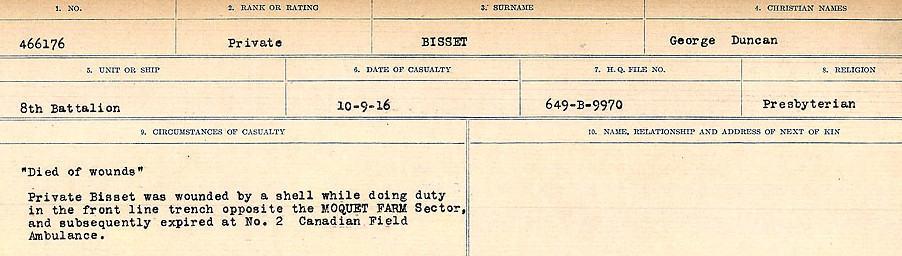 1. NO. 2. RANK OR RATING 3. SURNAME 4. CHRISTIAN NAMES
466176 Private BISSET George Duncan
5. UNIT OR SHIP 6. DATE OF CASUALTY 7. H.Q. FILE NO. 8. RELIGION
8th Battalion 10-9-16 649-B-9970 Presbyterian
9. CIRCUMSTANCES OF CASUALTY 10. NAME, RELATIONSHIP AND ADDRESS OF NEXT OF KIN
"Died of wounds"
Private Bisset was wounded by a shell while doing duty
in the front line trench opposite the MOQUET FARM Sector,
and subsequently expired at No. 2 Canadian Field
Ambulance.